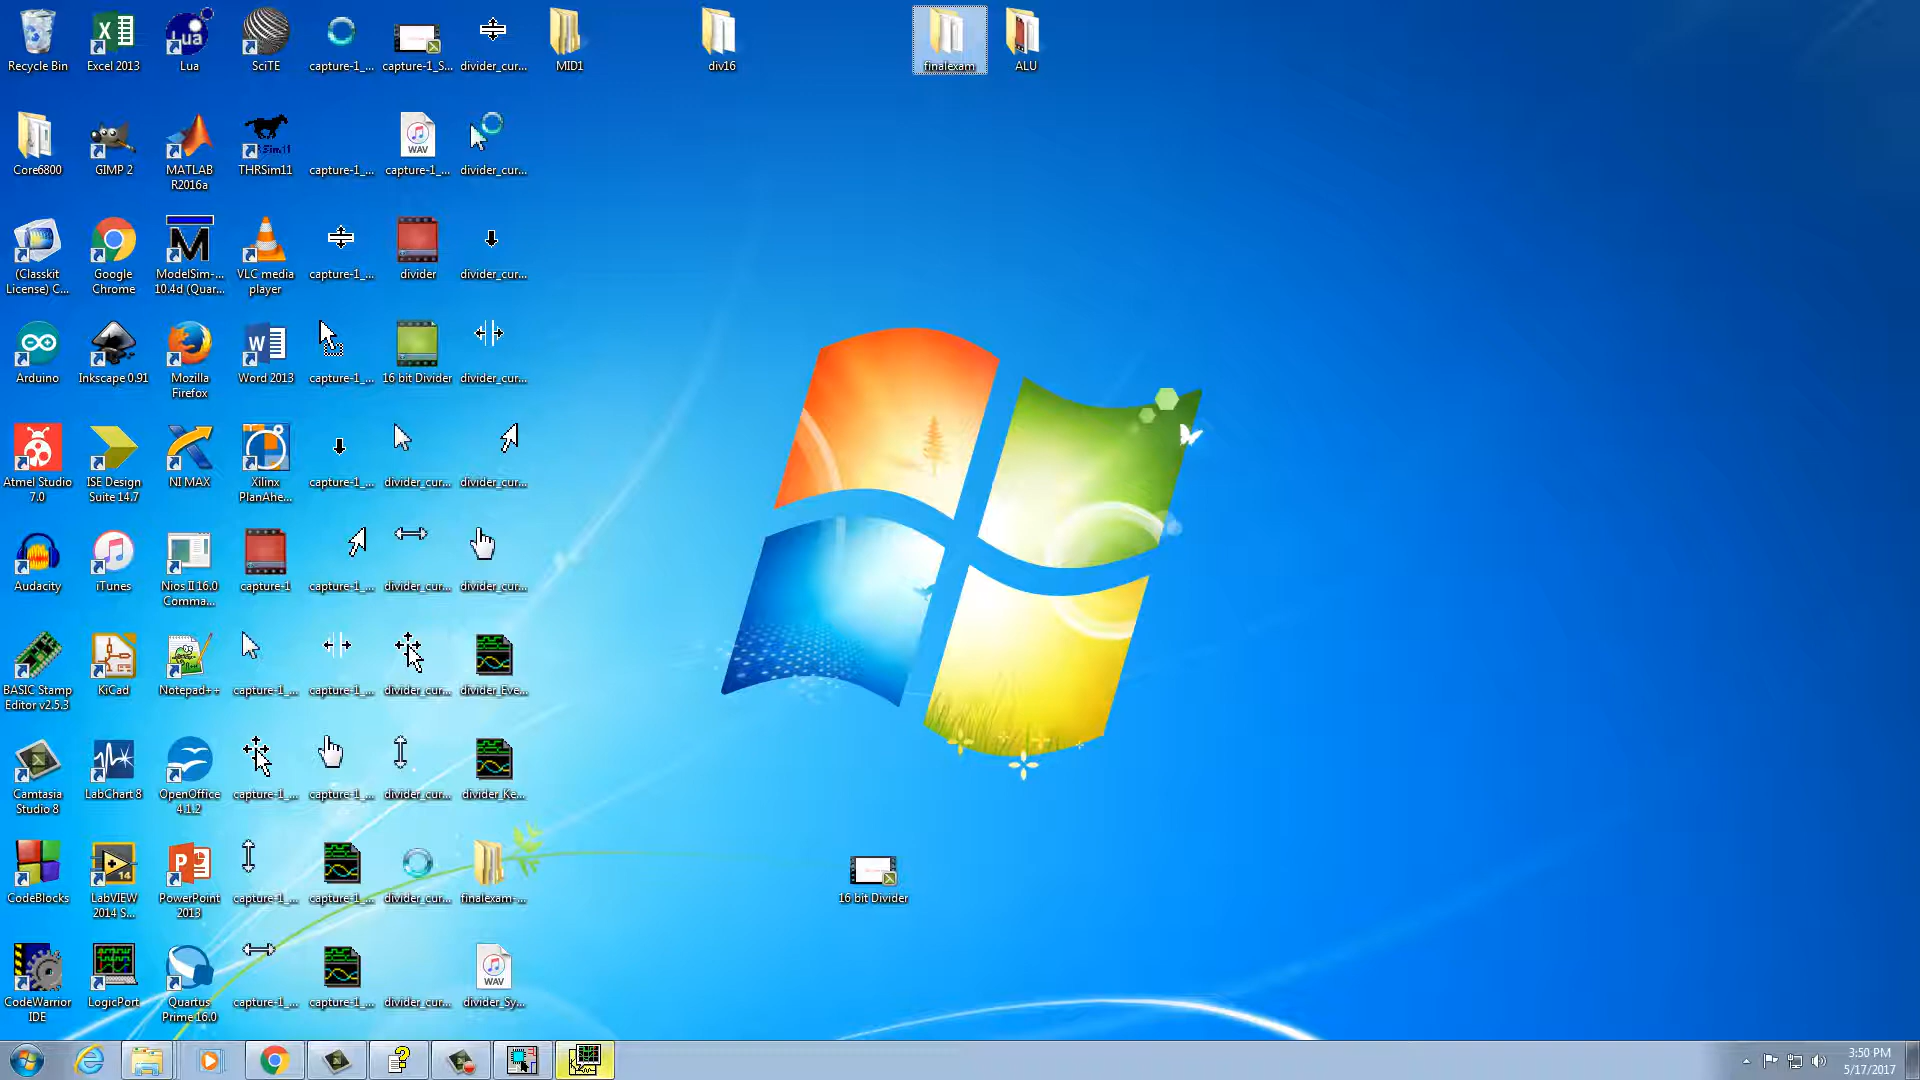 Recycle Bin
Excel 2013
Lua
SciTE
capture-1_...
capture-1_S...
divider_cur...
MID1
div16
finalexam
ALU
Core6800
GIMP 2
MATLAB
R2016a
THRSim11
capture-1_...
WAV
capture-1_...
divider_cur...
(Classkit
License) C...
Google
Chrome
ModelSim-...
10.4d (Quar...
VLC media
player
capture-1_...
divider
divider_cur...
Arduino
Inkscape 0.91
Mozilla
Firefox
Word 2013
capture-1_...
16 bit Divider
divider_cur...
Atmel Studio
7.0
ISE Design
Suite 14.7
NI MAX
Xilinx
PlanAhe...
capture-1_...
divider_cur...
divider_cur...
Audacity
iTunes
Nios II 16.0
Comma...
capture-1
capture-1_...
divider_cur...
divider_cur...
BASIC Stamp
Editor v2.5.3
KiCad
Notepad++
capture-1_...
capture-1_...
divider_cur...
divider_Eve...
Camtasia
Studio 8
LabChart 8
OpenOffice
4.1.2
capture-1_...
capture-1_...
divider_cur...
divider_Ke...
CodeBlocks
LabVIEW
2014 S...
PowerPoint
2013
capture-1_...
capture-1_...
divider_cur...
finalexam-...
16 bit Divider
CodeWarrior
IDE
LogicPort
Quartus
Prime 16.0
capture-1_...
capture-1_...
divider_cur...
WAV
divider_Sy...
3:50 PM
5/17/2017